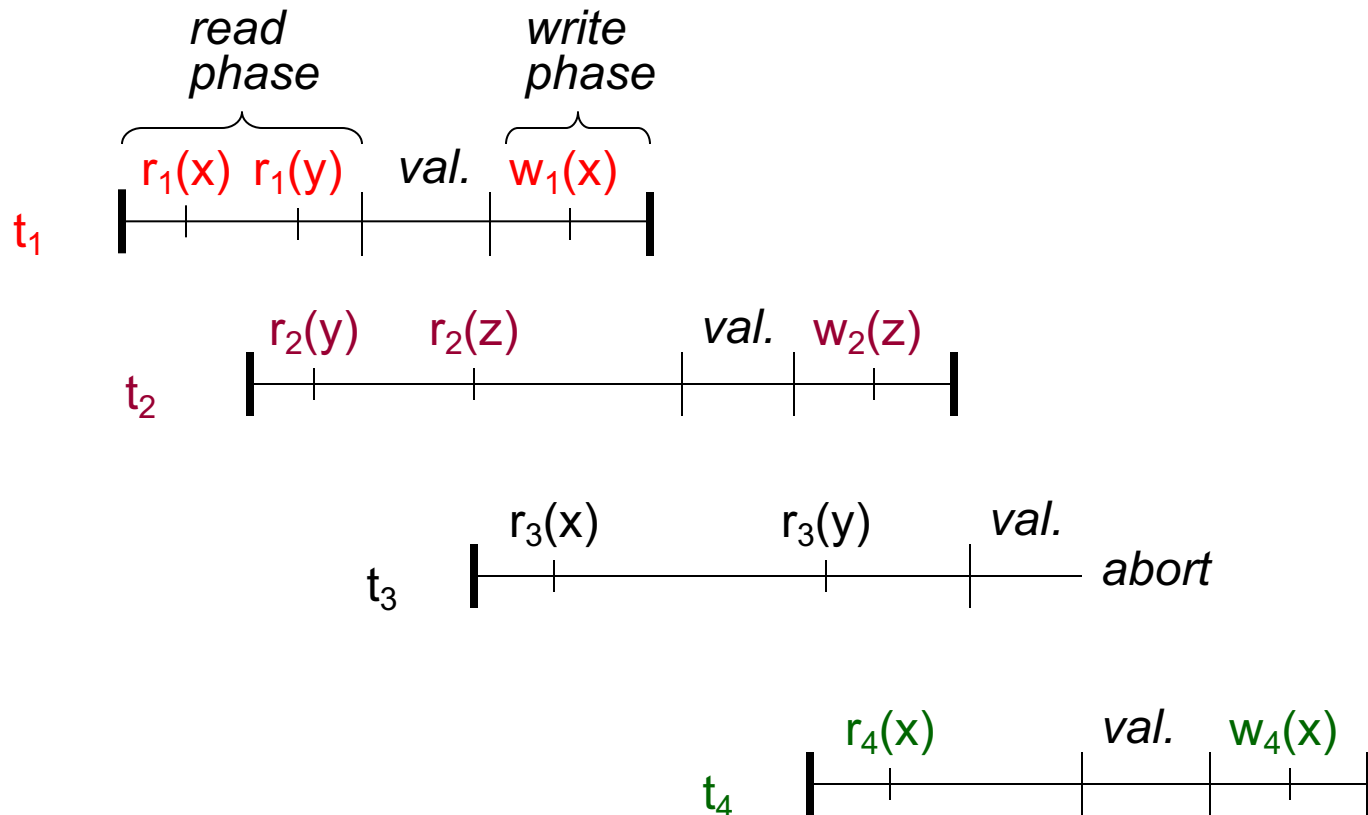 read phase write phase
r₁(x) r₁(y) val. w₁(x)
t₁
r₂(y) r₂(z) val. w₂(z)
t₂
r₃(x) r₃(y) val.
abort
t₃
r₄(x) val. w₄(x)
t₄